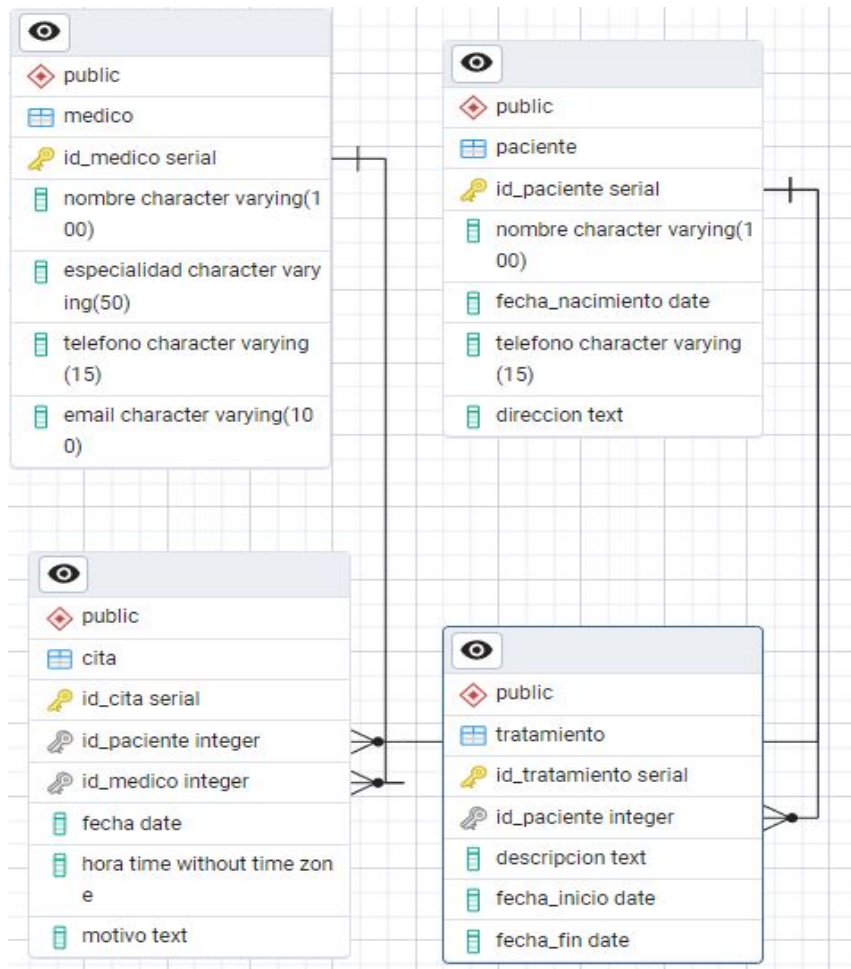 public
medico
id_medico serial
nombre character varying(1
00)
especialidad character vary
ing(50)
telefono character varying
(15)
email character varying(10
0)
public
paciente
id_paciente serial
nombre character varying(1
00)
fecha_nacimiento date
telefono character varying
(15)
direccion text
public
cita
id_cita serial
id_paciente integer
id_medico integer
fecha date
hora time without time zon
e
motivo text
public
tratamiento
id_tratamiento serial
id_paciente integer
descripcion text
fecha_inicio date
fecha_fin date